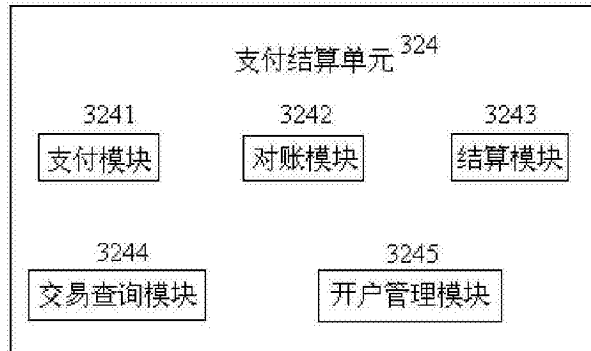 支付结算单元 324
3241 3242 3243
支付模块 对账模块 结算模块
3244 3245
交易查询模块 开户管理模块